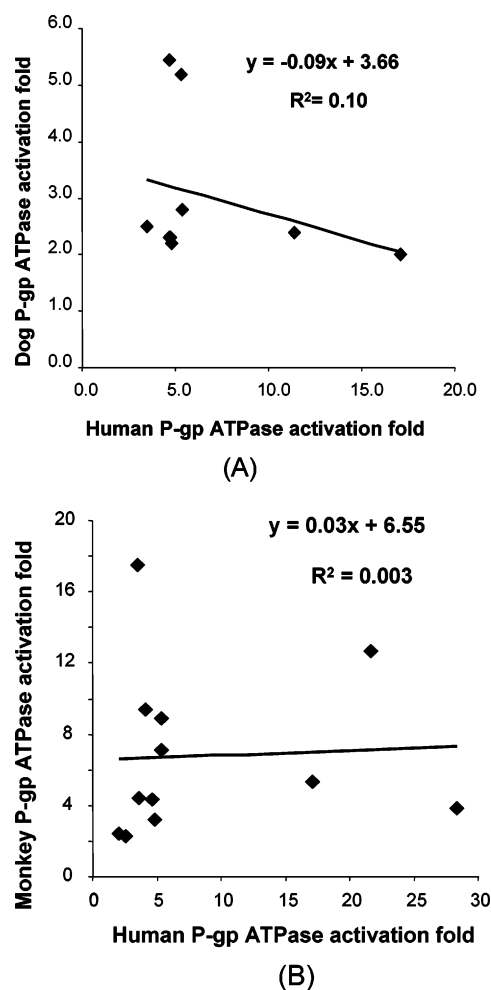 6.0
y = -0.09x + 3.66
R²= 0.10
5.0
4.0
3.0
2.0
1.0
0.0
0.0 5.0 10.0 15.0 20.0
Dog P-gp ATPase activation fold
Human P-gp ATPase activation fold
(A)
20
y = 0.03x + 6.55
R² = 0.003
16
12
8
4
0
0 5 10 15 20 25 30
Monkey P-gp ATPase activation fold
Human P-gp ATPase activation fold
(B)